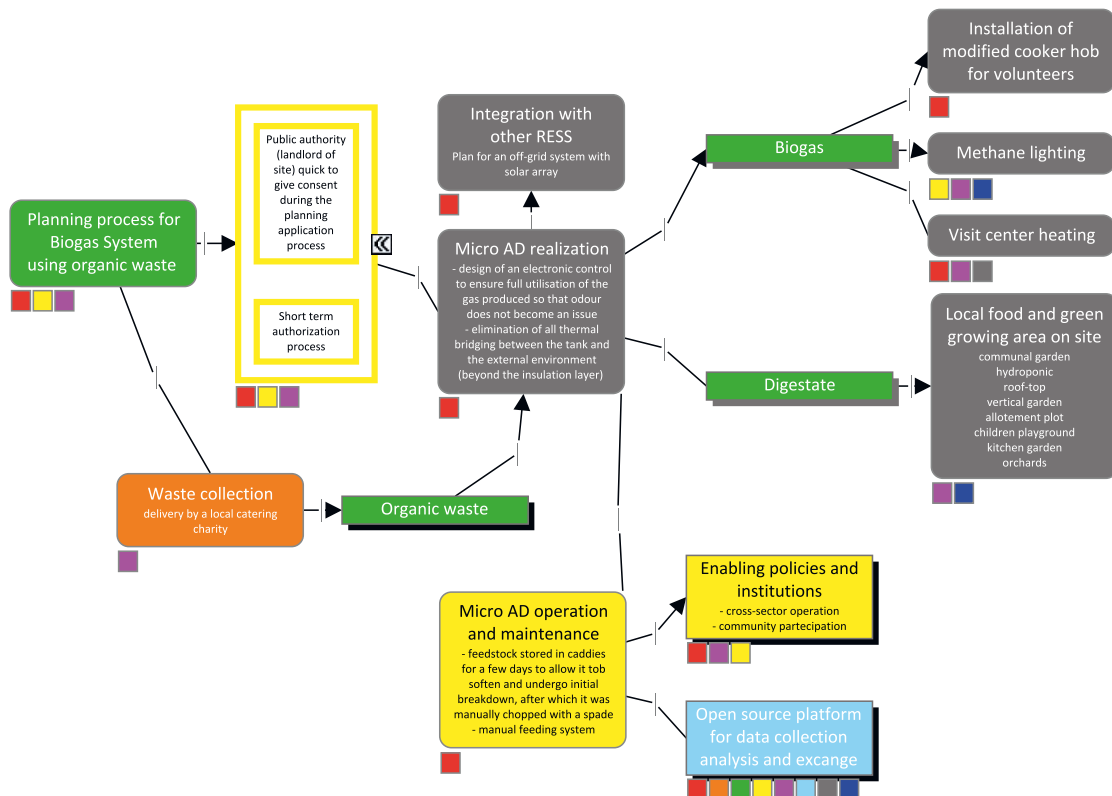 Planning process for
Biogas System
using organic waste
Public authority
(landlord of
site) quick to
give consent
during the
planning
application
process
Short term
authorization
process
Integration with
other RESS
Plan for an off-grid system with
solar array
Micro AD realization
- design of an electronic control
to ensure full utilisation of the
gas produced so that odour
does not become an issue
- elimination of all thermal
bridging between the tank and
the external environment
(beyond the insulation layer)
Biogas
Digestate
Installation of
modified cooker hob
for volunteers
Methane lighting
Visit center heating
Local food and green
growing area on site
communal garden
hydroponic
roof-top
vertical garden
allotement plot
children playground
kitchen garden
orchards
Waste collection
delivery by a local catering
charity
Organic waste
Micro AD operation
and maintenance
- feedstock stored in caddies
for a few days to allow it tob
soften and undergo initial
breakdown, after which it was
manually chopped with a spade
- manual feeding system
Enabling policies and
institutions
- cross-sector operation
- community partecipation
Open source platform
for data collection
analysis and excange